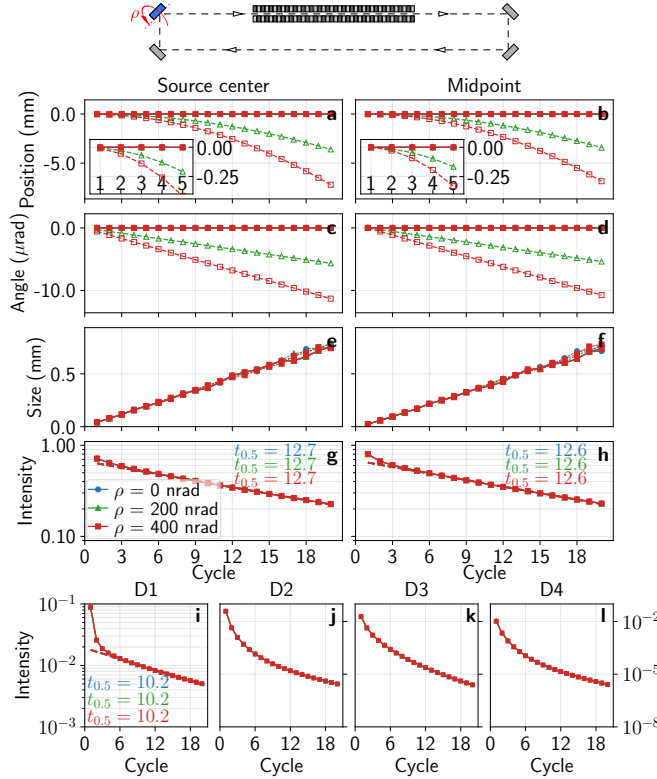 ρ
Source center
Midpoint
Position (mm)
0.0
-5.0
a
0.00
-0.25
1 2 3 4 5
b
0.00
-0.25
1 2 3 4 5
Angle (μrad)
0.0
-10.0
c
d
Size (mm)
0.5
0.0
e
f
Intensity
1.00
0.10
t0.5 = 12.7
t0.5 = 12.7
t0.5 = 12.7
g
ρ = 0 nrad
ρ = 200 nrad
ρ = 400 nrad
t0.5 = 12.6
t0.5 = 12.6
t0.5 = 12.6
h
0 3 6 9 12 15 18
Cycle
0 3 6 9 12 15 18
Cycle
D1
D2
D3
D4
Intensity
10−1
10−2
10−3
i
t0.5 = 10.2
t0.5 = 10.2
t0.5 = 10.2
j
k
l
10−2
10−5
10−8
0 6 12 18
Cycle
0 6 12 18
Cycle
0 6 12 18
Cycle
0 6 12 18
Cycle